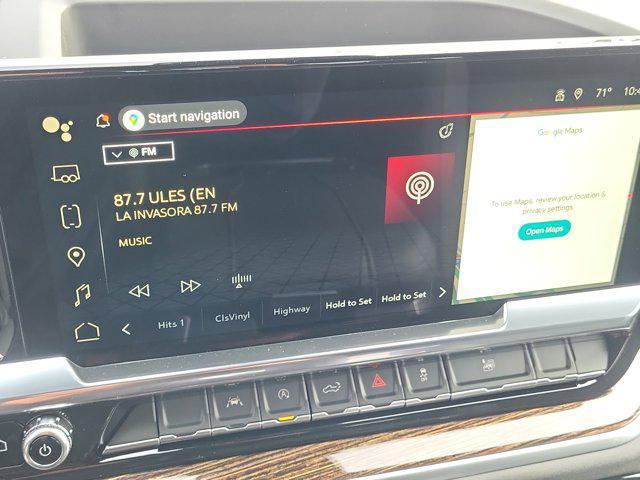 Start navigation
71° 10:4
FM
Google Maps
87.7 ULES (EN
LA INVASORA 87.7 FM
MUSIC
To use Maps, review your location &
privacy settings
Open Maps
Hits 1 ClsVinyl Highway Hold to Set Hold to Set